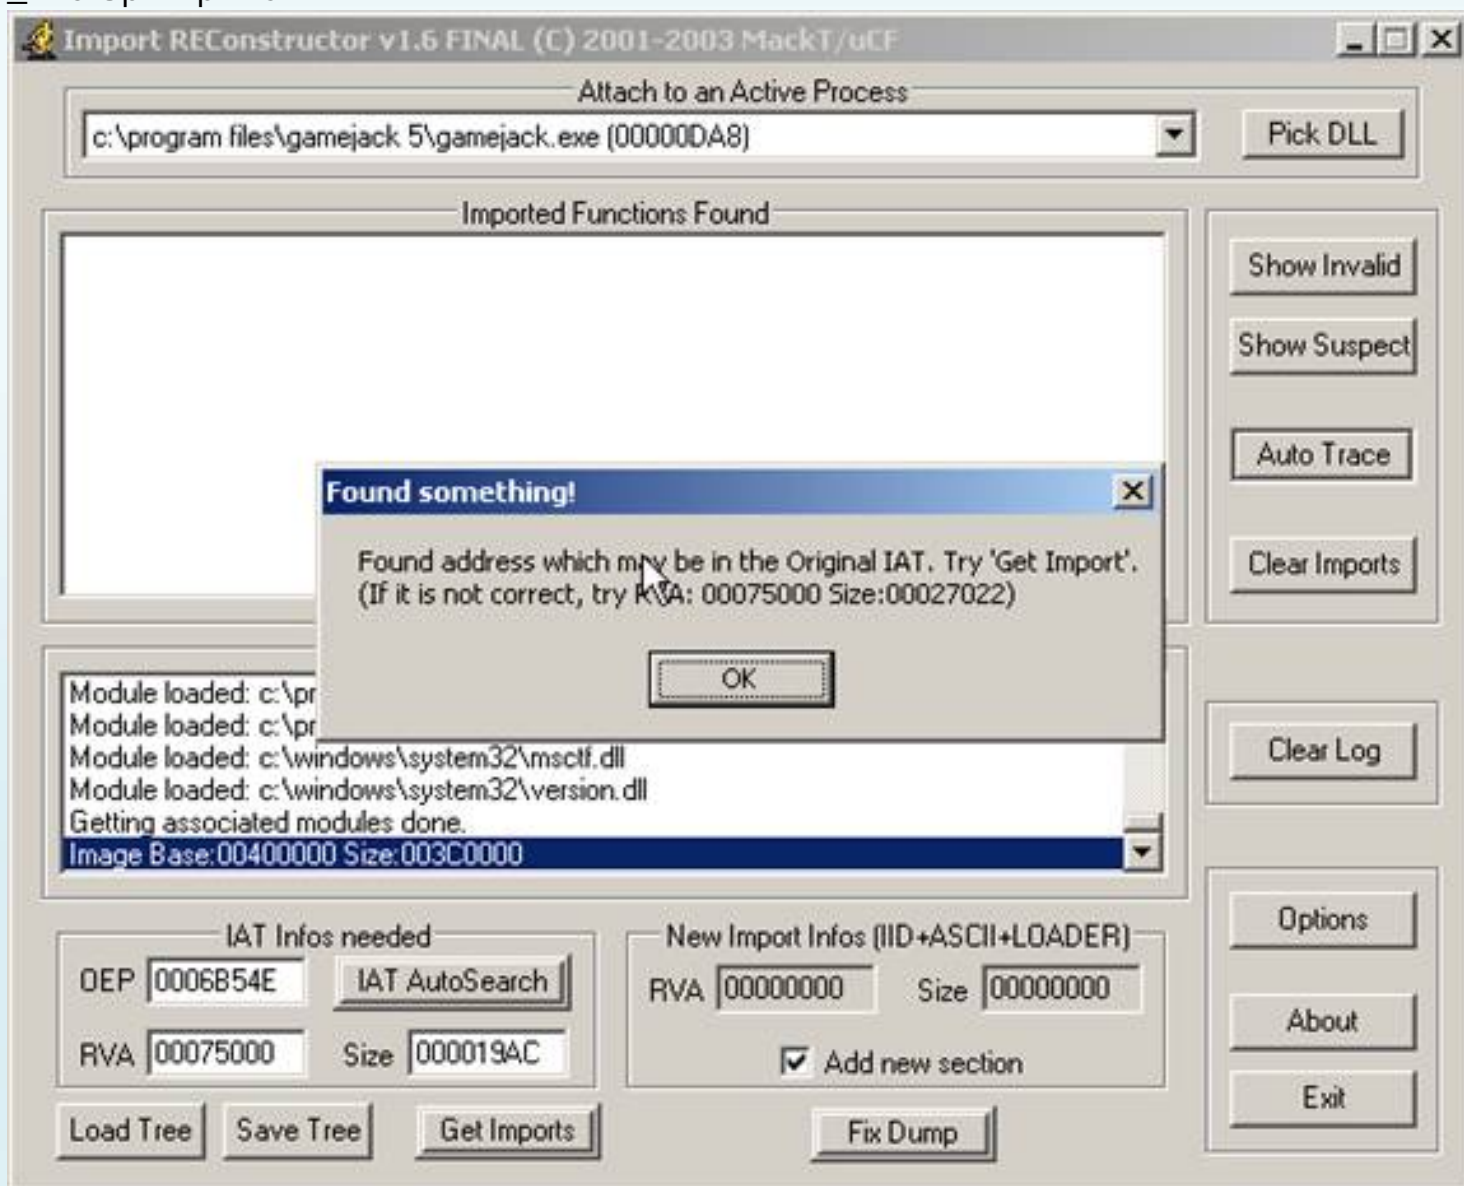 Import REConstructor v1.6 FINAL (C) 2001-2003 MackT/uCF
Attach to an Active Process
c:\program files\gamejack 5\gamejack.exe (00000DA8)
Pick DLL
Imported Functions Found
Show Invalid
Show Suspect
Auto Trace
Clear Imports
Found something!
Found address which may be in the Original IAT. Try 'Get Import'.
(If it is not correct, try RVA: 00075000 Size:00027022)
OK
Module loaded: c:\pr
Module loaded: c:\pr
Module loaded: c:\windows\system32\msctf.dll
Module loaded: c:\windows\system32\version.dll
Getting associated modules done.
Image Base:00400000 Size:003C0000
Clear Log
IAT Infos needed
OEP 0006B54E IAT AutoSearch
RVA 00075000 Size 000019AC
New Import Infos (IID+ASCII+LOADER)
RVA 00000000 Size 00000000
Add new section
Options
About
Exit
Load Tree Save Tree Get Imports Fix Dump